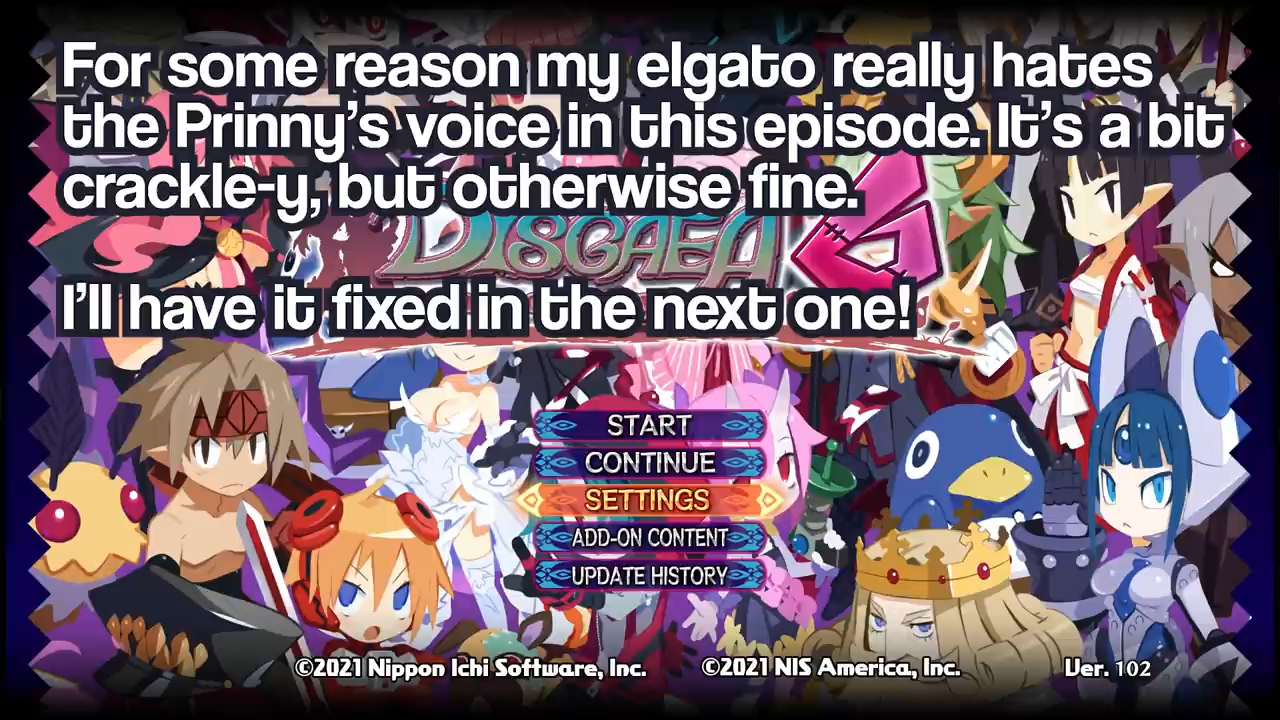 For some reason my elgato really hates
the Prinny's voice in this episode. It's a bit
crackle-y, but otherwise fine.
I'll have it fixed in the next one!
DISGAEA 6
START
CONTINUE
SETTINGS
ADD-ON CONTENT
UPDATE HISTORY
©2021 Nippon Ichi Software, Inc. ©2021 NIS America, Inc. Ver. 102